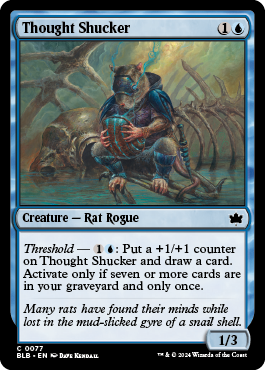 Thought Shucker 1
Creature — Rat Rogue
Threshold — 1 : Put a +1/+1 counter
on Thought Shucker and draw a card.
Activate only if seven or more cards are
in your graveyard and only once.
Many rats have found their minds while
lost in the mud-slicked gyre of a snail shell.
1/3
C 0077
BLB • EN Dave Kendall
™ & © 2024 Wizards of the Coast